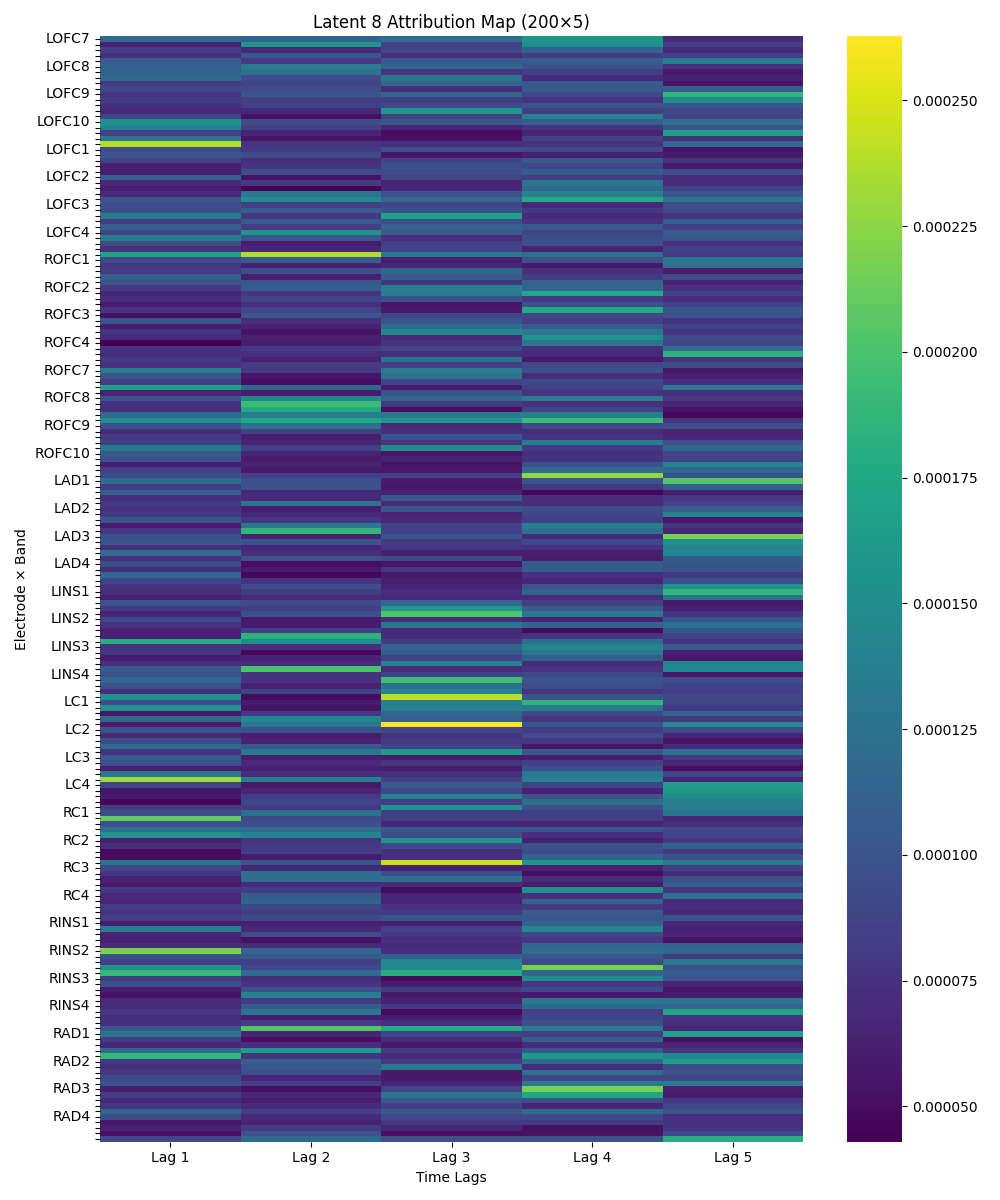 Latent 8 Attribution Map (200×5)
LOFC7
LOFC8
LOFC9
LOFC10
LOFC1
LOFC2
LOFC3
LOFC4
ROFC1
ROFC2
ROFC3
ROFC4
ROFC7
ROFC8
ROFC9
ROFC10
LAD1
LAD2
LAD3
LAD4
LINS1
LINS2
LINS3
LINS4
LC1
LC2
LC3
LC4
RC1
RC2
RC3
RC4
RINS1
RINS2
RINS3
RINS4
RAD1
RAD2
RAD3
RAD4
Electrode × Band
Lag 1 Lag 2 Lag 3 Lag 4 Lag 5
Time Lags
0.000250
0.000225
0.000200
0.000175
0.000150
0.000125
0.000100
0.000075
0.000050